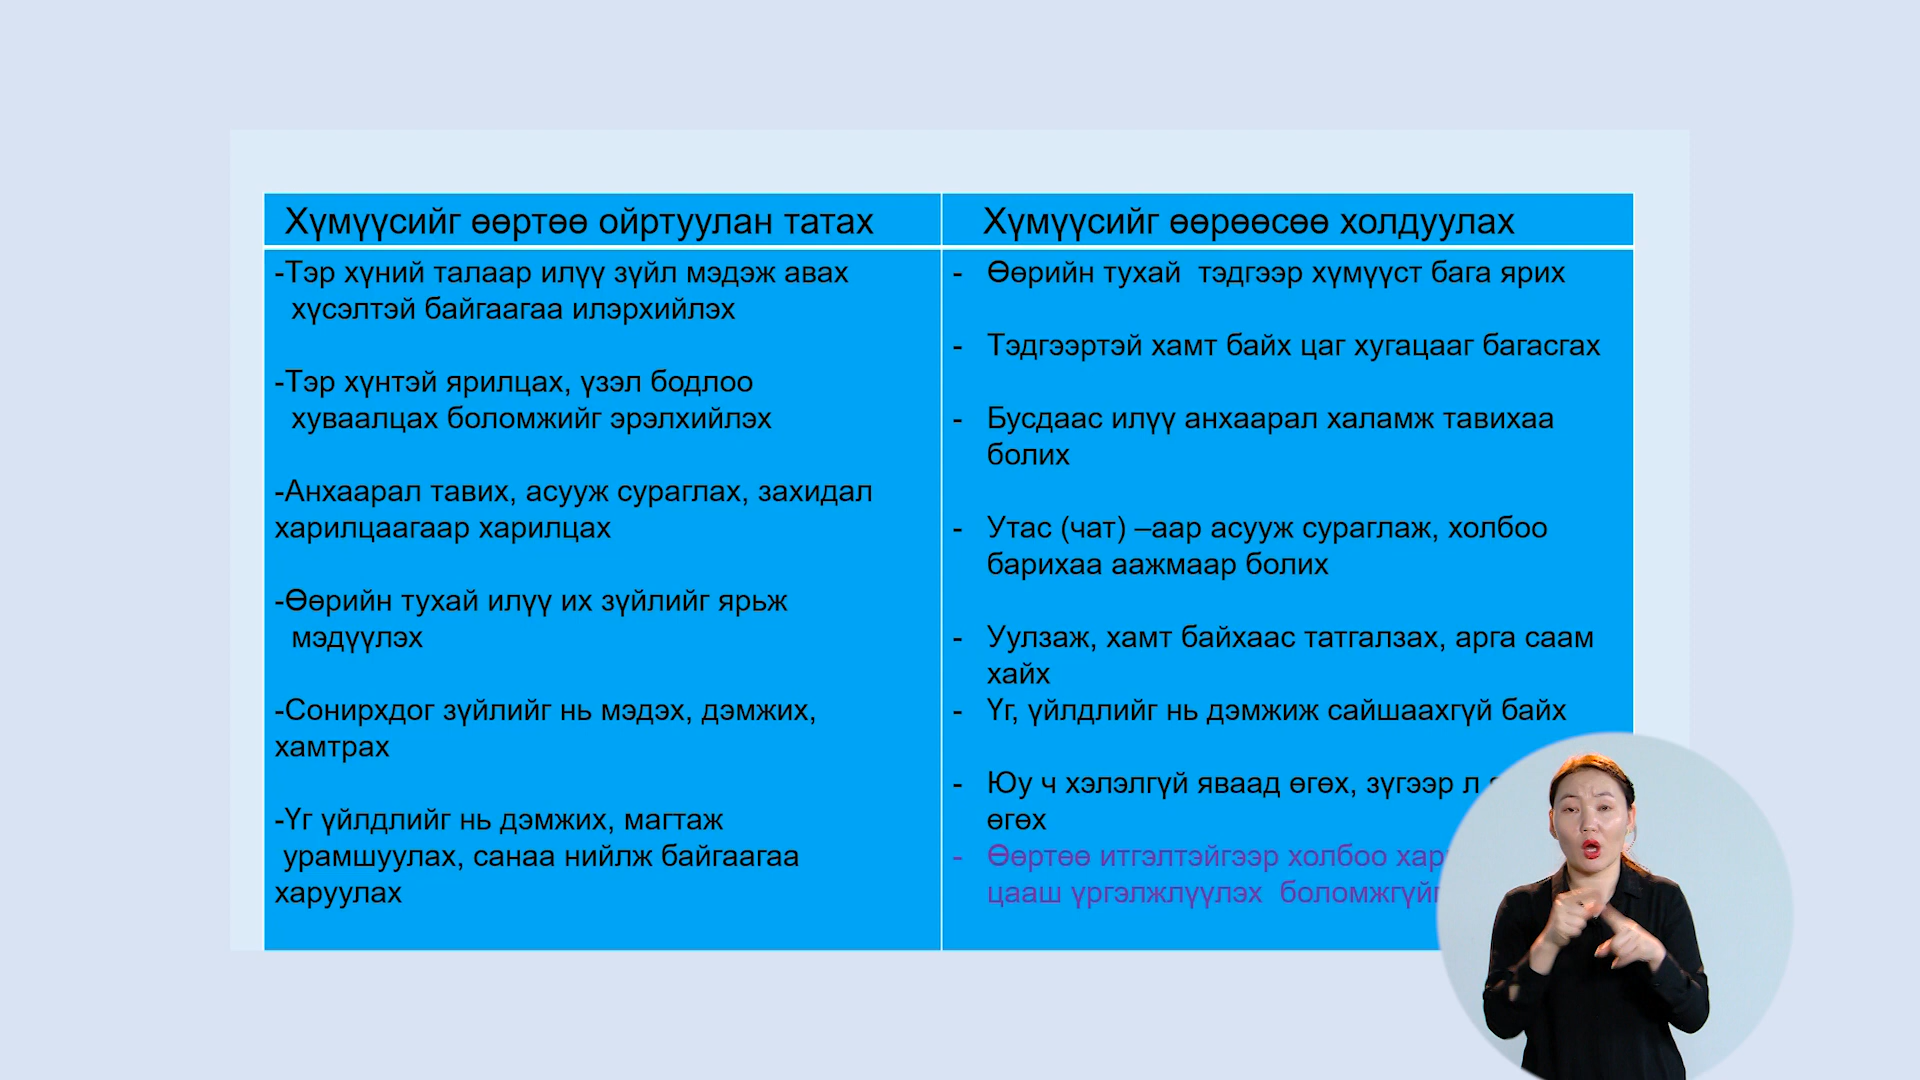 Хүмүүсийг өөртөө ойртуулан татах
-Тэр хүний талаар илүү зүйл мэдэж авах
хүсэлтэй байгаагаа илэрхийлэх
-Тэр хүнтэй ярилцах, үзэл бодлоо
хуваалцах боломжийг эрэлхийлэх
-Анхаарал тавих, асууж сураглах, захидал
харилцаагаар харилцах
-Өөрийн тухай илүү их зүйлийг ярьж
мэдүүлэх
-Сонирхдог зүйлийг нь мэдэх, дэмжих,
хамтрах
-Үг үйлдлийг нь дэмжих, магтаж
урамшуулах, санаа нийлж байгаагаа
харуулах
Хүмүүсийг өөрөөсөө холдуулах
- Өөрийн тухай тэдгээр хүмүүст бага ярих
- Тэдгээртэй хамт байх цаг хугацааг багасгах
- Бусдаас илүү анхаарал халамж тавихаа
болих
- Утас (чат) –аар асууж сураглаж, холбоо
барихаа аажмаар болих
- Уулзаж, хамт байхаас татгалзах, арга саам
хайх
- Үг, үйлдлийг нь дэмжиж сайшаахгүй байх
- Юу ч хэлэлгүй яваад өгөх, зүгээр л
өгөх
- Өөртөө итгэлтэйгээр холбоо
цааш үргэлжлүүлэх